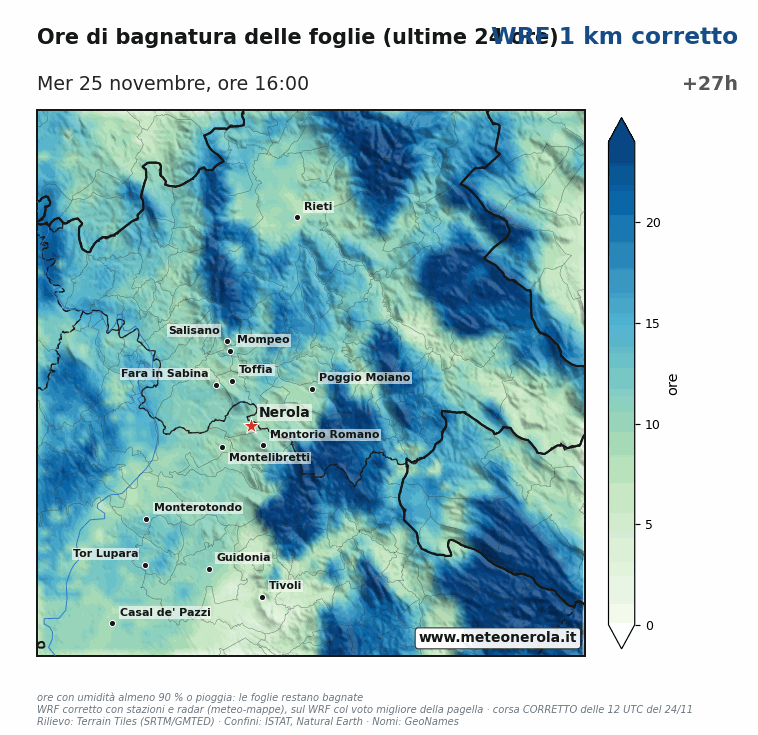 Ore di bagnatura delle foglie (ultime 24 ore)
WRF 1 km corretto
Mer 25 novembre, ore 16:00
+27h
Rieti
Salisano
Mompeo
Fara in Sabina
Toffia
Poggio Moiano
Nerola
Montorio Romano
Montelibretti
Monterotondo
Tor Lupara
Guidonia
Tivoli
Casal de' Pazzi
www.meteonerola.it
20
15
10
5
0
ore
ore con umidità almeno 90 % o pioggia: le foglie restano bagnate
WRF corretto con stazioni e radar (meteo-mappe), sul WRF col voto migliore della pagella · corsa CORRETTO delle 12 UTC del 24/11
Rilievo: Terrain Tiles (SRTM/GMTED) · Confini: ISTAT, Natural Earth · Nomi: GeoNames